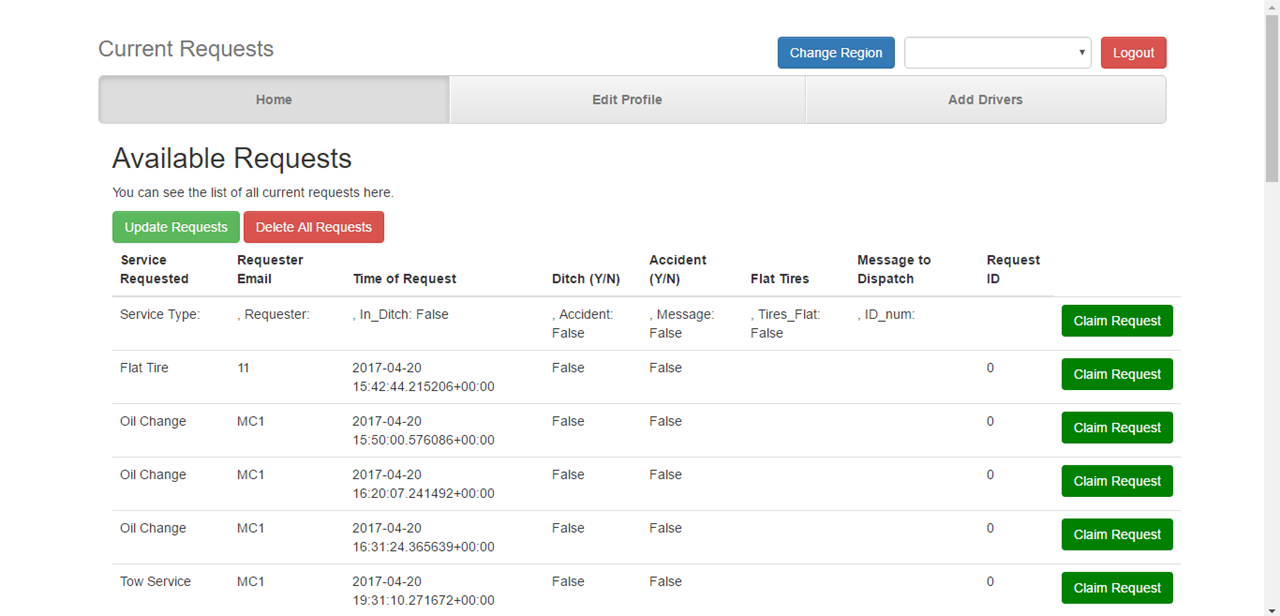 Current Requests
Change Region
Logout
Home
Edit Profile
Add Drivers
Available Requests
You can see the list of all current requests here.
Update Requests
Delete All Requests
Service Requested
Requester Email
Time of Request
Ditch (Y/N)
Accident (Y/N)
Flat Tires
Message to Dispatch
Request ID
Service Type: , Requester: , In_Ditch: False , Accident: False , Message: False , Tires_Flat: False , ID_num: Claim Request
Flat Tire 11 2017-04-20 15:42:44.215206+00:00 False False 0 Claim Request
Oil Change MC1 2017-04-20 15:50:00.576086+00:00 False False 0 Claim Request
Oil Change MC1 2017-04-20 16:20:07.241492+00:00 False False 0 Claim Request
Oil Change MC1 2017-04-20 16:31:24.365639+00:00 False False 0 Claim Request
Tow Service MC1 2017-04-20 19:31:10.271672+00:00 False False 0 Claim Request